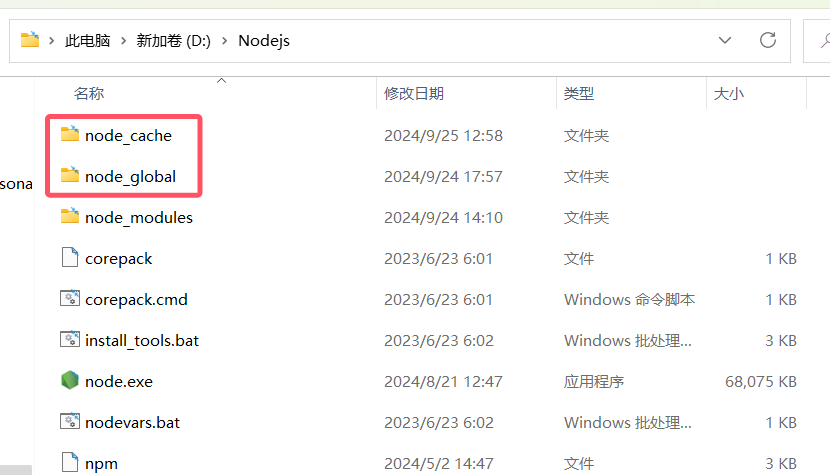 此电脑 新加卷 (D:) Nodejs
名称 修改日期 类型 大小
node_cache 2024/9/25 12:58 文件夹
sona
node_global 2024/9/24 17:57 文件夹
node_modules 2024/9/24 14:10 文件夹
corepack 2023/6/23 6:01 文件 1 KB
corepack.cmd 2023/6/23 6:01 Windows 命令脚本 1 KB
install_tools.bat 2023/6/23 6:02 Windows 批处理... 3 KB
node.exe 2024/8/21 12:47 应用程序 68,075 KB
nodevars.bat 2023/6/23 6:02 Windows 批处理... 1 KB
npm 2024/5/2 14:47 文件 3 KB